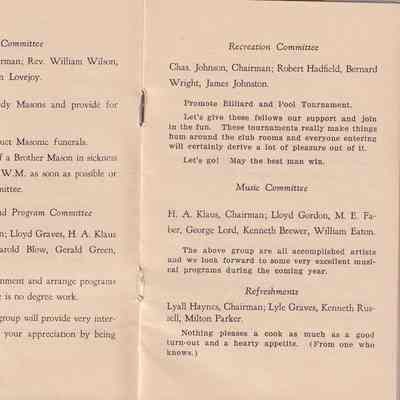 Committee
rman; Rev. William Wilson,
n Lovejoy.
dy Masons and provide for
uct Masonic funerals.
f a Brother Mason in sickness
W.M. as soon as possible or
mittee.
nd Program Committee
n; Lloyd Graves, H. A. Klaus
arold Blow, Gerald Green,
nment and arrange programs
e is no degree work.
group will provide very inter-
your appreciation by being
Recreation Committee
Chas. Johnson, Chairman; Robert Hadfield, Bernard
Wright, James Johnston.
Promote Billiard and Pool Tournament.
Let's give these fellows our support and join
in the fun. These tournaments really make things
hum around the club rooms and everyone entering
will certainly derive a lot of pleasure out of it.
Let's go! May the best man win.
Music Committee
H. A. Klaus, Chairman; Lloyd Gordon, M. E. Fa-
ber, George Lord, Kenneth Brewer, William Eaton.
The above group are all accomplished artists
and we look forward to some very excellent musi-
cal programs during the coming year.
Refreshments
Lyall Haynes, Chairman; Lyle Graves, Kenneth Rus-
sell, Milton Parker.
Nothing pleases a cook as much as a good
turn-out and a hearty appetite. (From one who
knows.)